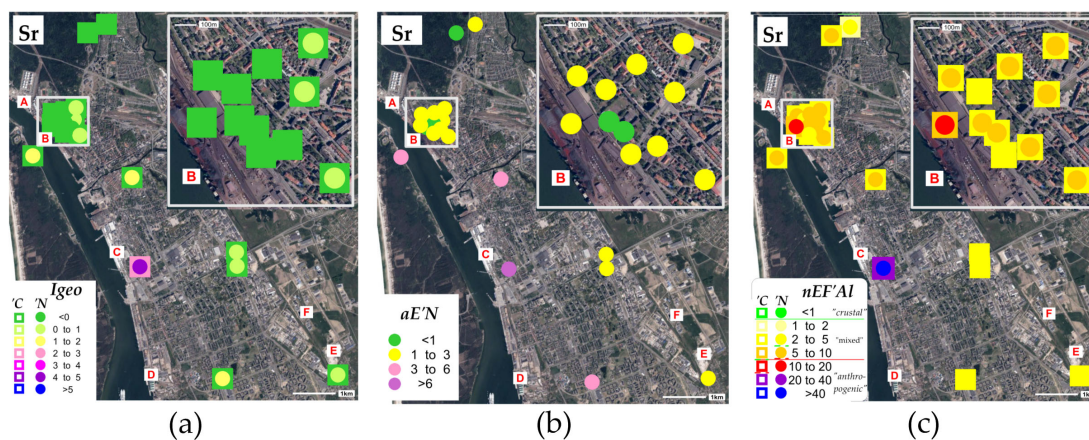 Sr
100m
A
B
B
C
D
E
F
Igeo
'C 'N
<0
0 to 1
1 to 2
2 to 3
3 to 4
4 to 5
>5
1km
(a)
Sr
100m
A
B
B
C
D
E
F
aE'N
<1
1 to 3
3 to 6
>6
1km
(b)
Sr
100m
A
B
B
C
D
E
F
nEF'Al
'C 'N
<1 "crustal"
1 to 2
2 to 5 "mixed"
5 to 10
10 to 20
20 to 40 "anthro-
>40 pogenic"
1km
(c)